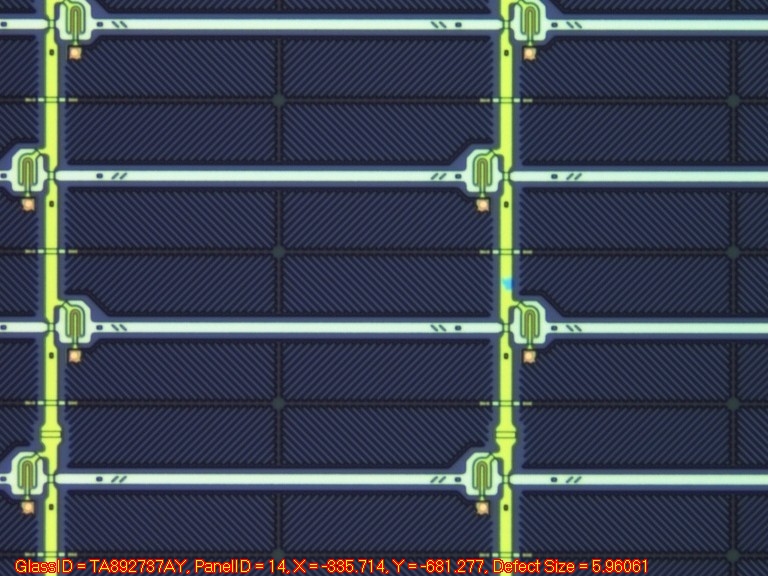 GlassID = TA892737AY, PanelID = 14, X = -335.714, Y = -681.277, Defect Size = 5.96061